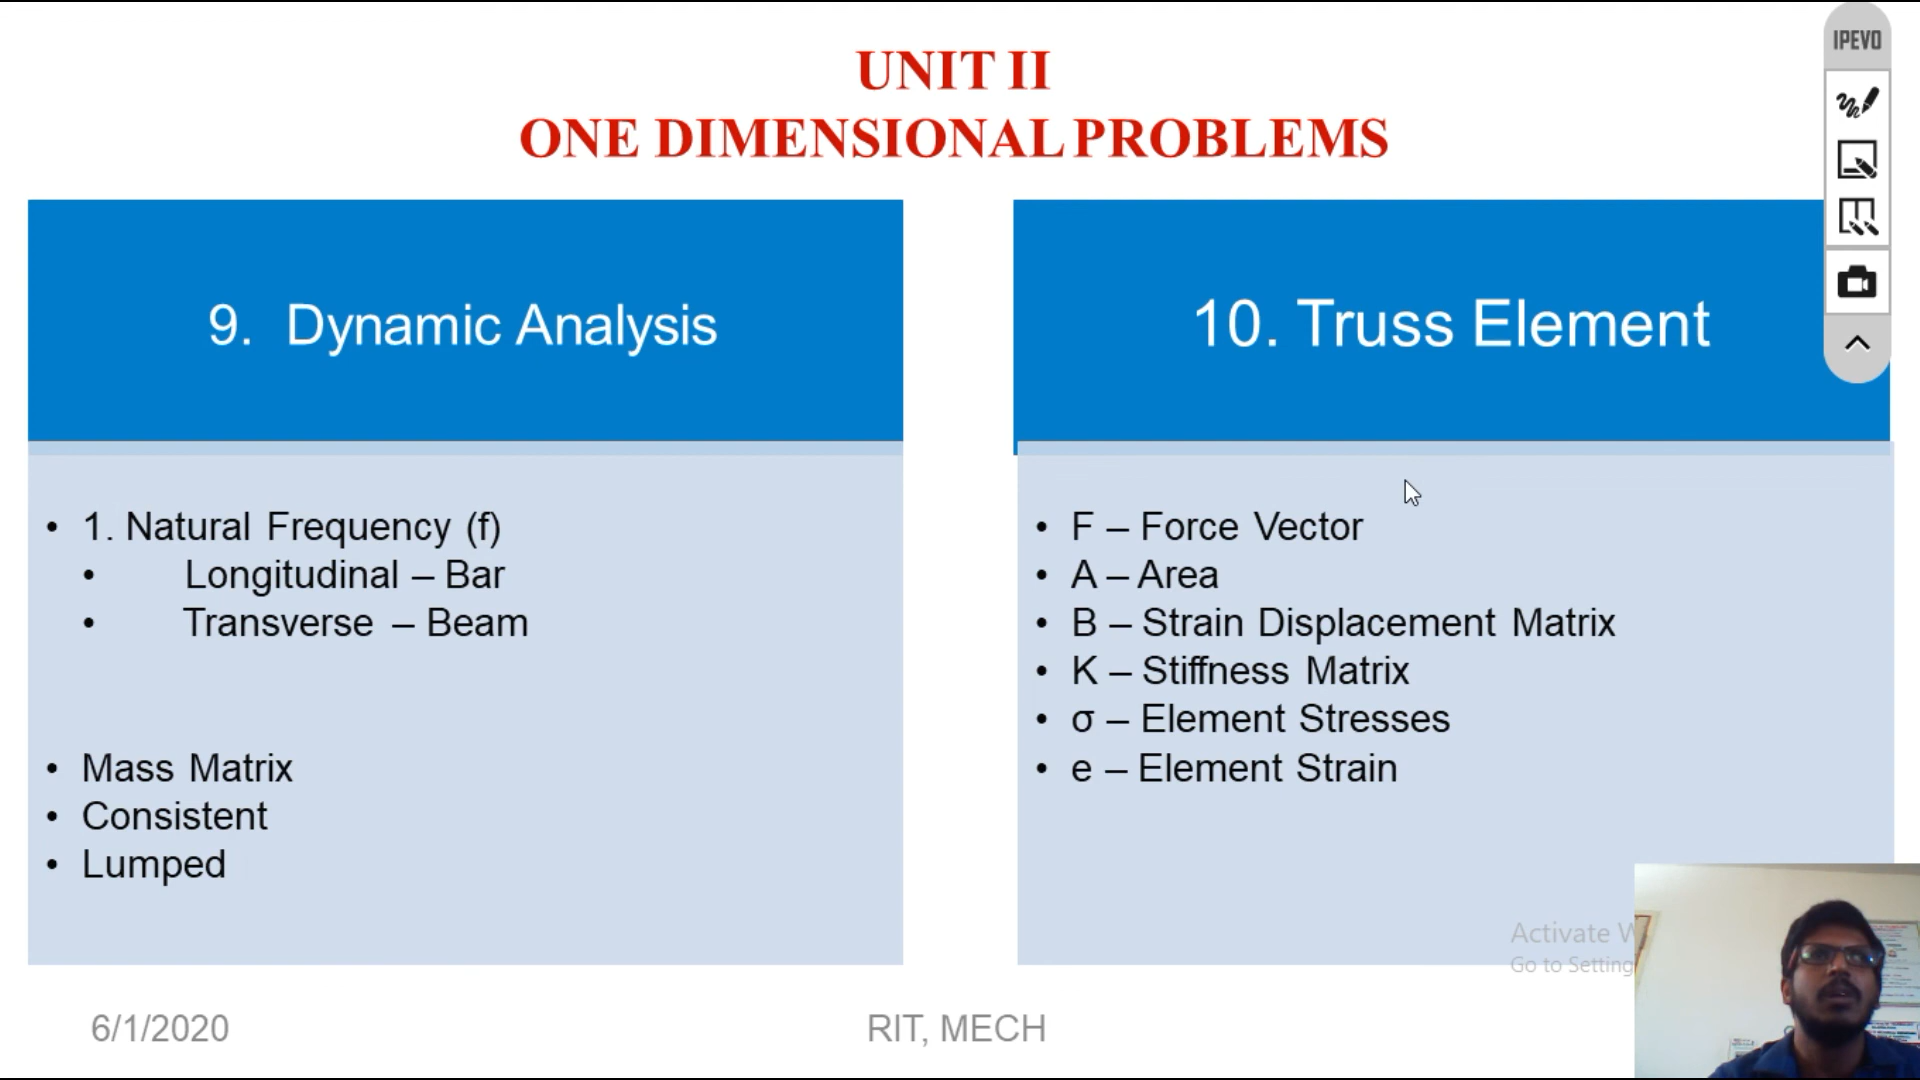 UNIT II
ONE DIMENSIONAL PROBLEMS
IPEVO
9. Dynamic Analysis
• 1. Natural Frequency (f)
• Longitudinal – Bar
• Transverse – Beam
• Mass Matrix
• Consistent
• Lumped
10. Truss Element
• F – Force Vector
• A – Area
• B – Strain Displacement Matrix
• K – Stiffness Matrix
• σ – Element Stresses
• e – Element Strain
Activate
Go to Setting
6/1/2020
RIT, MECH